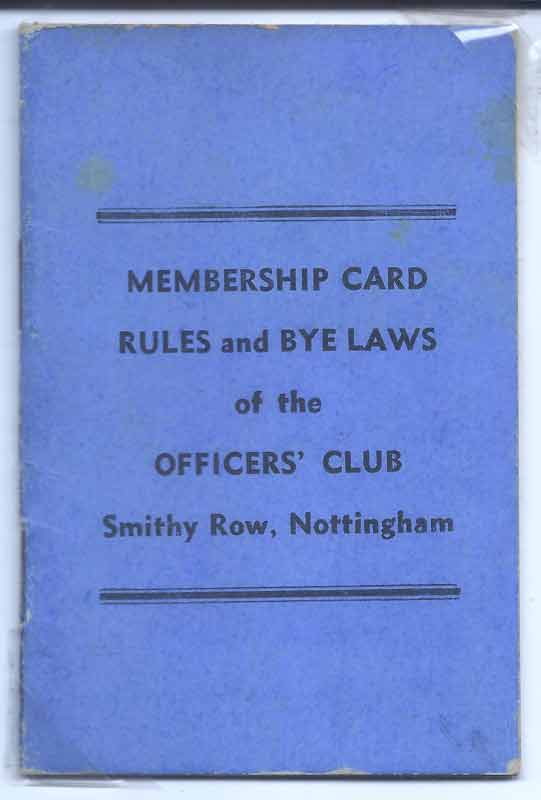 MEMBERSHIP CARD
RULES and BYE LAWS
of the
OFFICERS' CLUB
Smithy Row, Nottingham